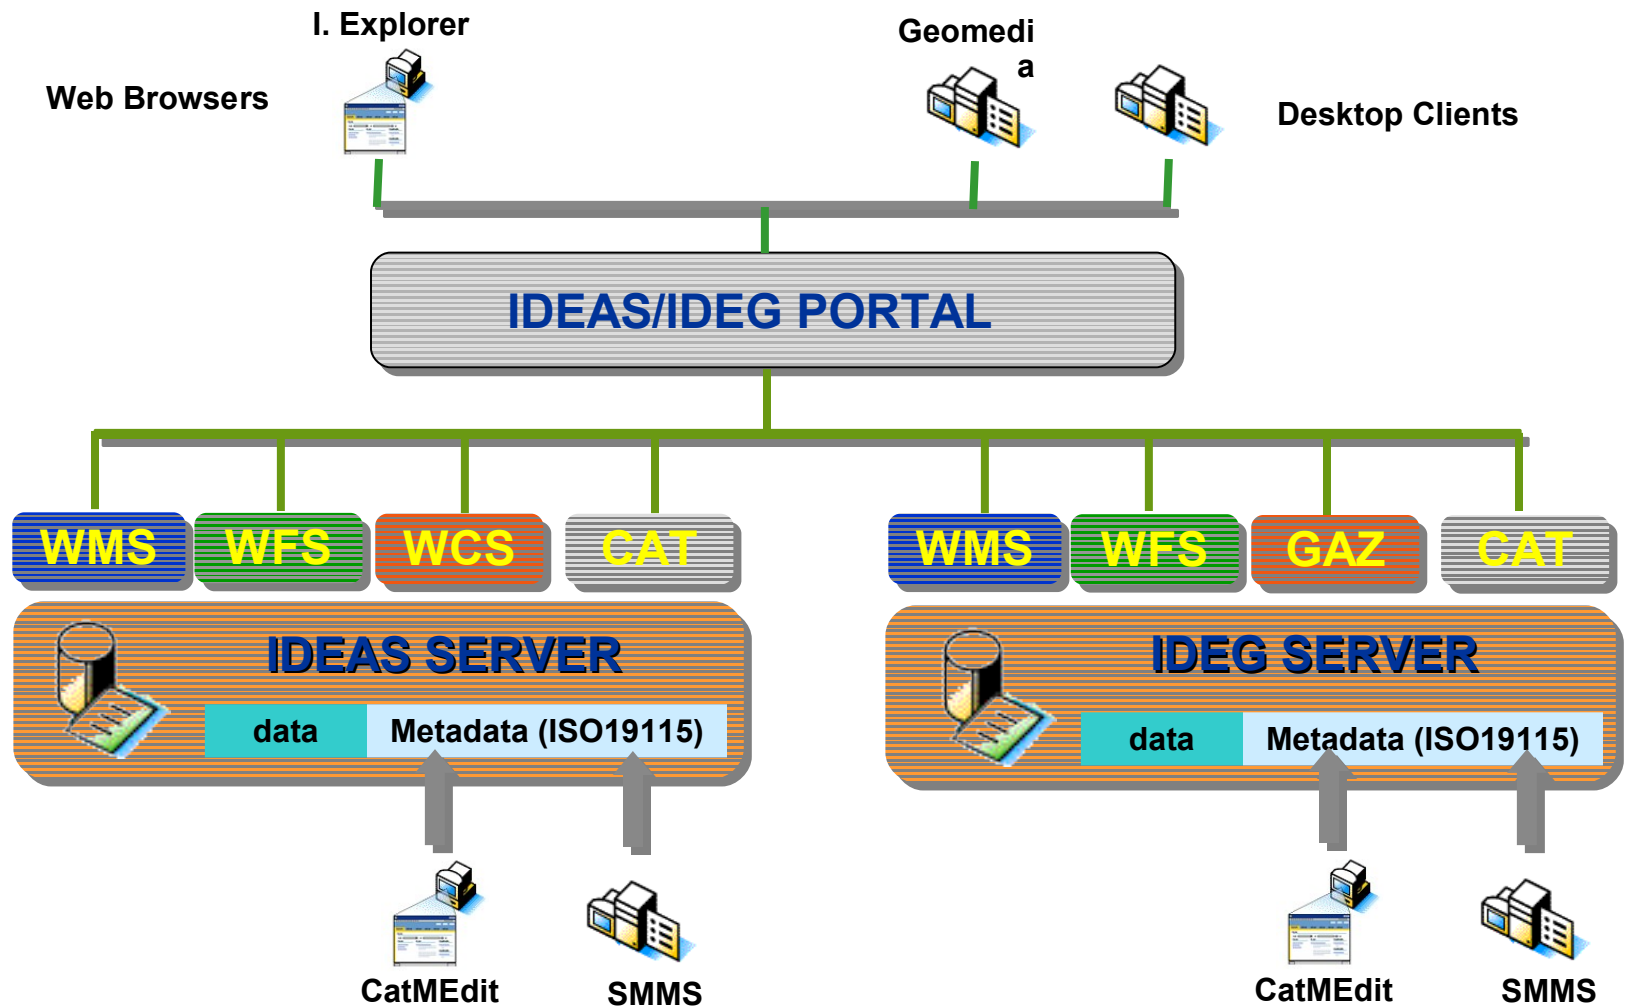 I. Explorer
Geomedi
a
Web Browsers
Desktop Clients
IDEAS/IDEG PORTAL
WMS WFS WCS CAT WMS WFS GAZ CAT
IDEAS SERVER
IDEG SERVER
data Metadata (ISO19115)
data Metadata (ISO19115)
CatMEdit SMMS
CatMEdit SMMS